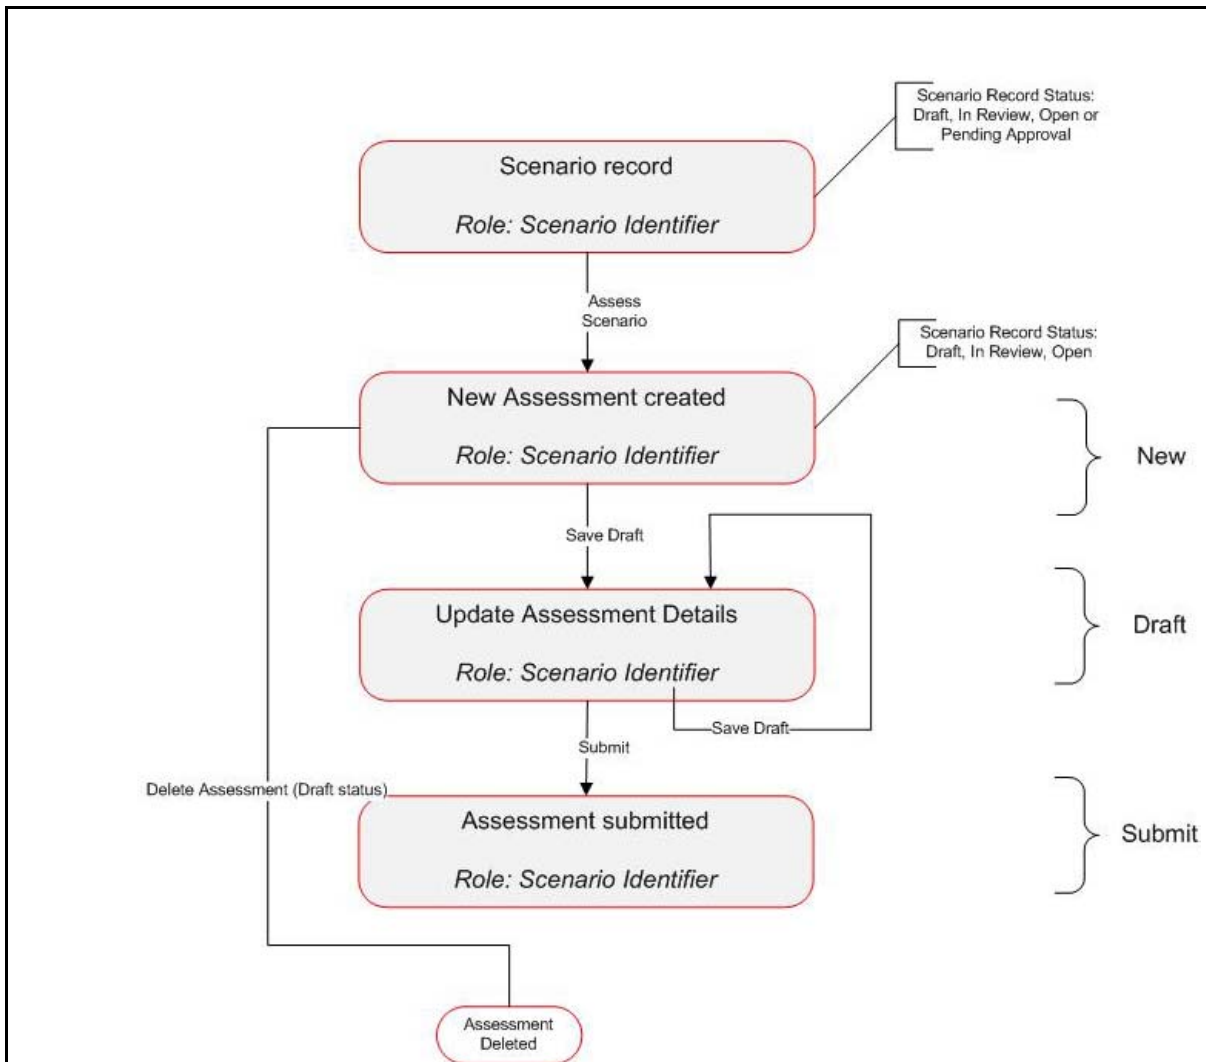 Scenario Record Status:
Draft, In Review, Open or
Pending Approval
Scenario record
Role: Scenario Identifier
Assess
Scenario
Scenario Record Status:
Draft, In Review, Open
New Assessment created
Role: Scenario Identifier
New
Save Draft
Update Assessment Details
Role: Scenario Identifier
Draft
Save Draft
Submit
Delete Assessment (Draft status)
Assessment submitted
Role: Scenario Identifier
Submit
Assessment
Deleted